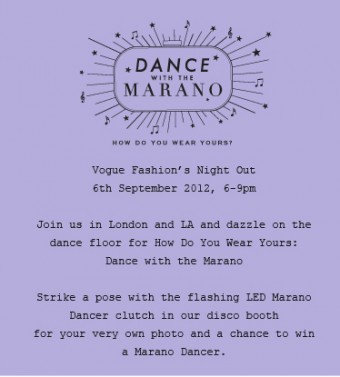 DANCE
WITH THE
MARANO
HOW DO YOU WEAR YOURS?
Vogue Fashion's Night Out
6th September 2012, 6-9pm
Join us in London and LA and dazzle on the
dance floor for How Do You Wear Yours:
Dance with the Marano
Strike a pose with the flashing LED Marano
Dancer clutch in our disco booth
for your very own photo and a chance to win
a Marano Dancer.